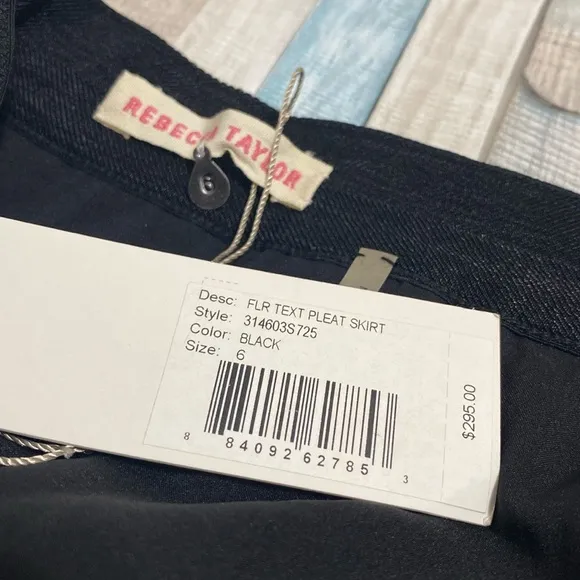 REBECCA TAYLOR
6
Desc: FLR TEXT PLEAT SKIRT
Style: 314603S725
Color: BLACK
Size: 6
$295.00
8 84092 62785 3